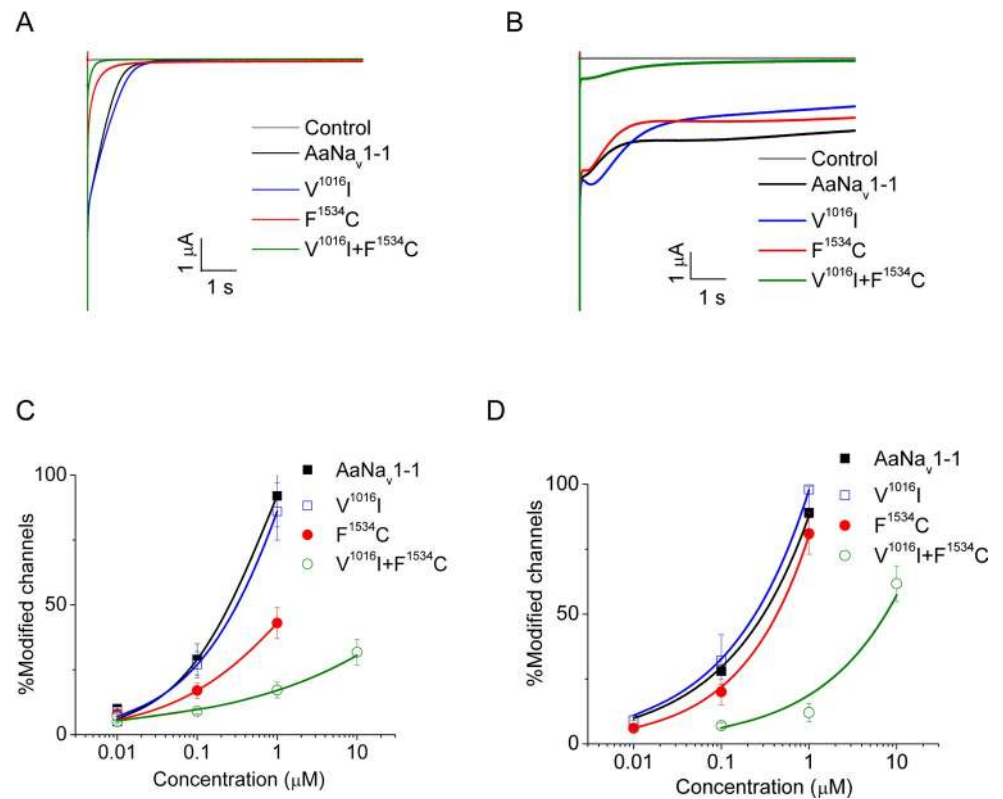 A
Control
AaNaᵥ1-1
V¹⁰¹⁶I
F¹⁵³⁴C
V¹⁰¹⁶I+F¹⁵³⁴C
1 μA
1 s
B
Control
AaNaᵥ1-1
V¹⁰¹⁶I
F¹⁵³⁴C
V¹⁰¹⁶I+F¹⁵³⁴C
1 μA
1 s
C
AaNaᵥ1-1
V¹⁰¹⁶I
F¹⁵³⁴C
V¹⁰¹⁶I+F¹⁵³⁴C
%Modified channels
100
50
0
0.01 0.1 1 10
Concentration (μM)
D
AaNaᵥ1-1
V¹⁰¹⁶I
F¹⁵³⁴C
V¹⁰¹⁶I+F¹⁵³⁴C
%Modified channels
100
50
0
0.01 0.1 1 10
Concentration (μM)